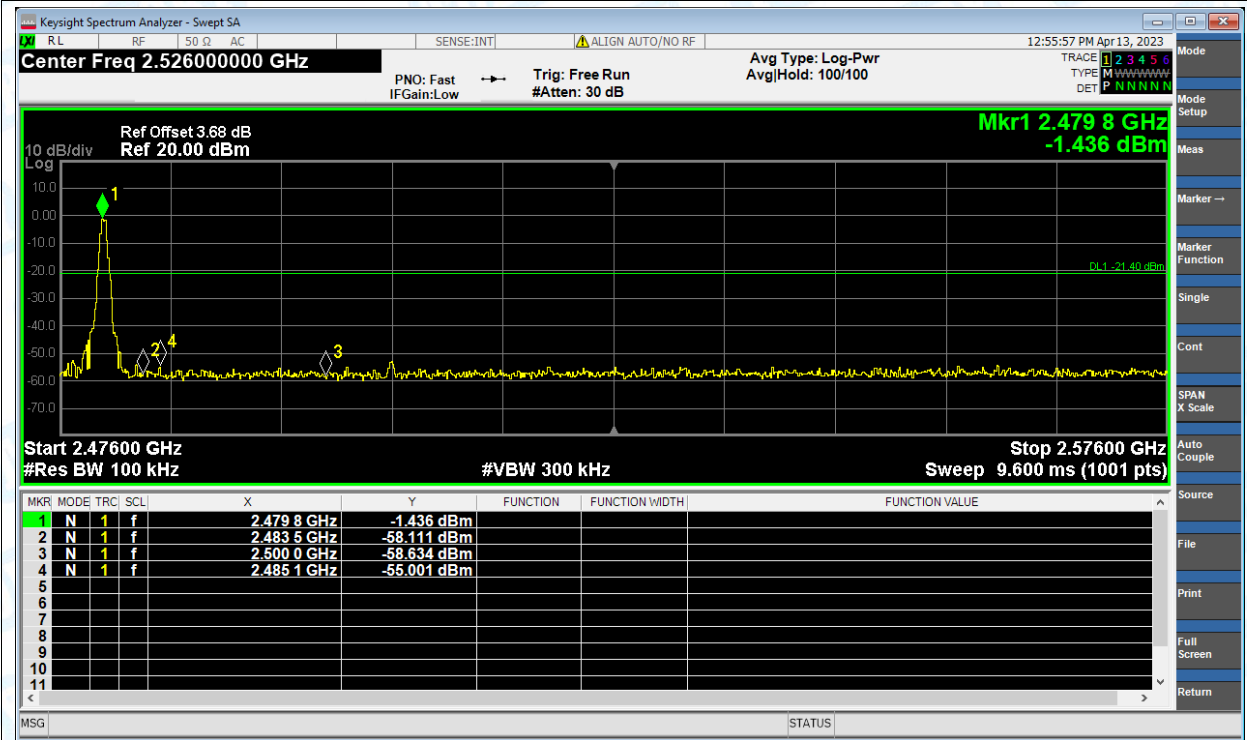 Keysight Spectrum Analyzer - Swept SA
LXI RL RF 50 Ω AC SENSE:INT ALIGN AUTO/NO RF 12:55:57 PM Apr 13, 2023
Center Freq 2.526000000 GHz
PNO: Fast
IFGain:Low
Trig: Free Run
#Atten: 30 dB
Avg Type: Log-Pwr
Avg|Hold: 100/100
TRACE 1 2 3 4 5 6
TYPE M WWWWW
DET P N N N N N
Ref Offset 3.68 dB
10 dB/div Ref 20.00 dBm
Log
Mkr1 2.479 8 GHz
-1.436 dBm
10.0
0.00
-10.0
-20.0
-30.0
-40.0
-50.0
-60.0
-70.0
1
2
4
3
DL1 -21.40 dBm
Start 2.47600 GHz
Stop 2.57600 GHz
#Res BW 100 kHz
#VBW 300 kHz
Sweep 9.600 ms (1001 pts)
MKR MODE TRC SCL X Y FUNCTION FUNCTION WIDTH FUNCTION VALUE
1 N 1 f 2.479 8 GHz -1.436 dBm
2 N 1 f 2.483 5 GHz -58.111 dBm
3 N 1 f 2.500 0 GHz -58.634 dBm
4 N 1 f 2.485 1 GHz -55.001 dBm
5
6
7
8
9
10
11
MSG
STATUS
Mode
Mode
Setup
Meas
Marker →
Marker
Function
Single
Cont
SPAN
X Scale
Auto
Couple
Source
File
Print
Full
Screen
Return